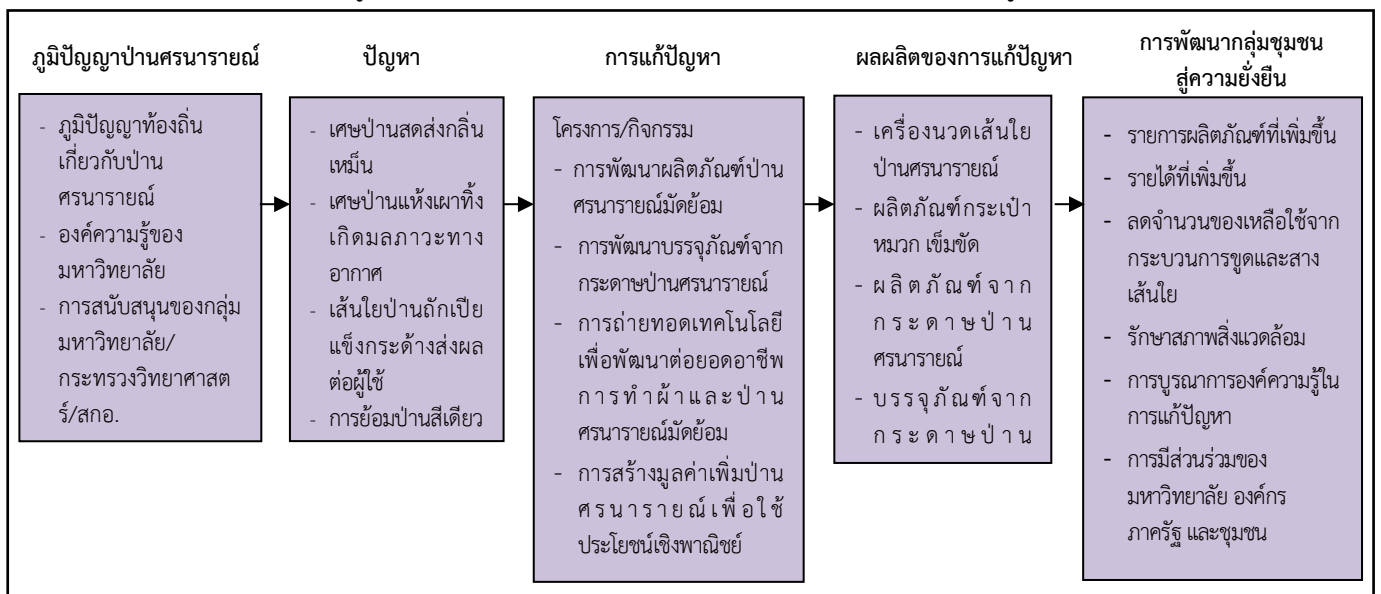 ภูมิปัญญาป่านศรนารายณ์
- ภูมิปัญญาท้องถิ่น
เกี่ยวกับป่าน
ศรนารายณ์
- องค์ความรู้ของ
มหาวิทยาลัย
- การสนับสนุนของกลุ่ม
มหาวิทยาลัย/
กระทรวงวิทยาศาสต
ร์/สกอ.
ปัญหา
- เศษป่านสดส่งกลิ่น
เหม็น
- เศษป่านแห้งเผาทิ้ง
เกิดมลภาวะทาง
อากาศ
- เส้นใยป่านถักเปีย
แข็งกระด้างส่งผล
ต่อผู้ใช้
- การย้อมป่านสีเดียว
การแก้ปัญหา
โครงการ/กิจกรรม
- การพัฒนาผลิตภัณฑ์ป่าน
ศรนารายณ์มัดย้อม
- การพัฒนาบรรจุภัณฑ์จาก
กระดาษป่านศรนารายณ์
- การถ่ายทอดเทคโนโลยี
เพื่อพัฒนาต่อยอดอาชีพ
การทำผ้าและป่าน
ศรนารายณ์มัดย้อม
- การสร้างมูลค่าเพิ่มป่าน
ศรนารายณ์เพื่อใช้
ประโยชน์เชิงพาณิชย์
ผลผลิตของการแก้ปัญหา
- เครื่องนวดเส้นใย
ป่านศรนารายณ์
- ผลิตภัณฑ์กระเป๋า
หมวก เข็มขัด
- ผลิตภัณฑ์จาก
กระดาษป่าน
ศรนารายณ์
- บรรจุภัณฑ์จาก
กระดาษป่าน
การพัฒนากลุ่มชุมชน
สู่ความยั่งยืน
- รายการผลิตภัณฑ์ที่เพิ่มขึ้น
- รายได้ที่เพิ่มขึ้น
- ลดจำนวนของเหลือใช้จาก
กระบวนการขูดและสาง
เส้นใย
- รักษาสภาพสิ่งแวดล้อม
- การบูรณาการองค์ความรู้ใน
การแก้ปัญหา
- การมีส่วนร่วมของ
มหาวิทยาลัย องค์กร
ภาครัฐ และชุมชน